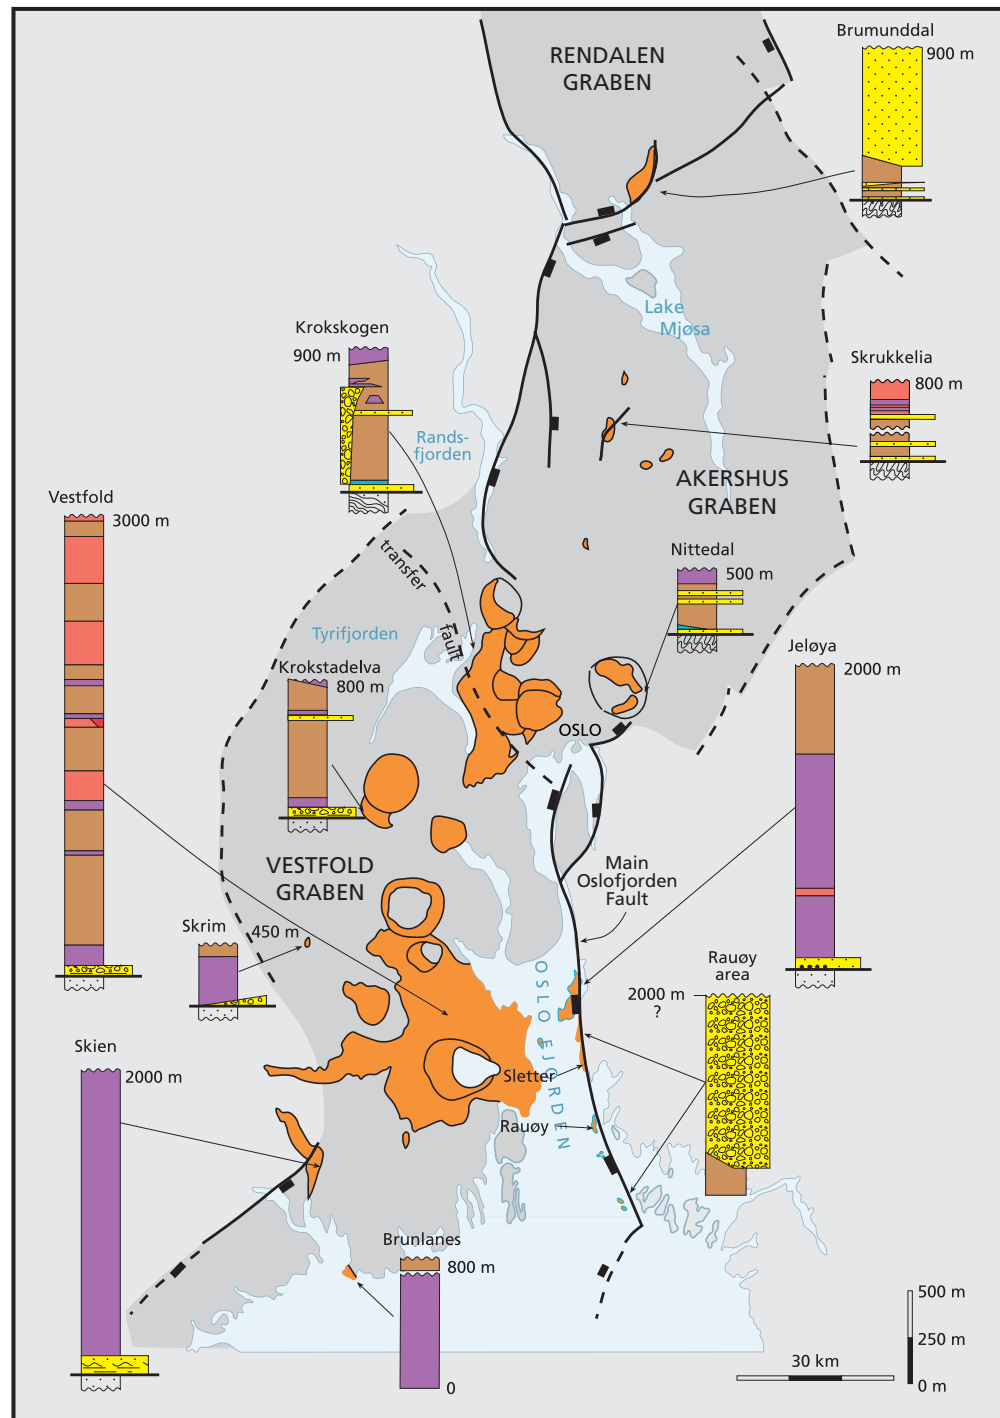 Brumunddal
900 m
RENDALEN
GRABEN
Lake
Mjøsa
Krokskogen
900 m
Skrukkelia
800 m
Rands-
fjorden
AKERSHUS
GRABEN
Vestfold
3000 m
transfer
fault
Nittedal
500 m
Tyrifjorden
Krokstadelva
800 m
Jeløya
2000 m
OSLO
VESTFOLD
GRABEN
Main
Oslofjorden
Fault
Skrim
450 m
Rauøy
area
2000 m
?
OSLO FJORDEN
Skien
2000 m
Sletter
Rauøy
Brunlanes
800 m
0
30 km
500 m
250 m
0 m